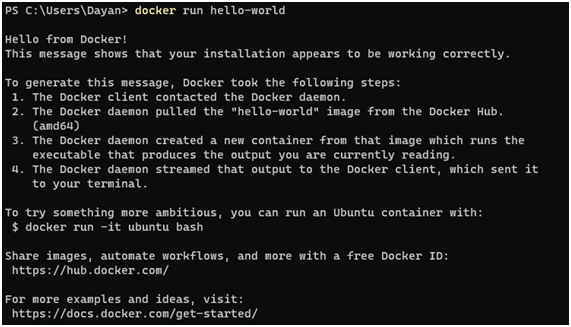 PS C:\Users\Dayan> docker run hello-world
Hello from Docker!
This message shows that your installation appears to be working correctly.
To generate this message, Docker took the following steps:
1. The Docker client contacted the Docker daemon.
2. The Docker daemon pulled the "hello-world" image from the Docker Hub.
(amd64)
3. The Docker daemon created a new container from that image which runs the
executable that produces the output you are currently reading.
4. The Docker daemon streamed that output to the Docker client, which sent it
to your terminal.
To try something more ambitious, you can run an Ubuntu container with:
$ docker run -it ubuntu bash
Share images, automate workflows, and more with a free Docker ID:
https://hub.docker.com/
For more examples and ideas, visit:
https://docs.docker.com/get-started/